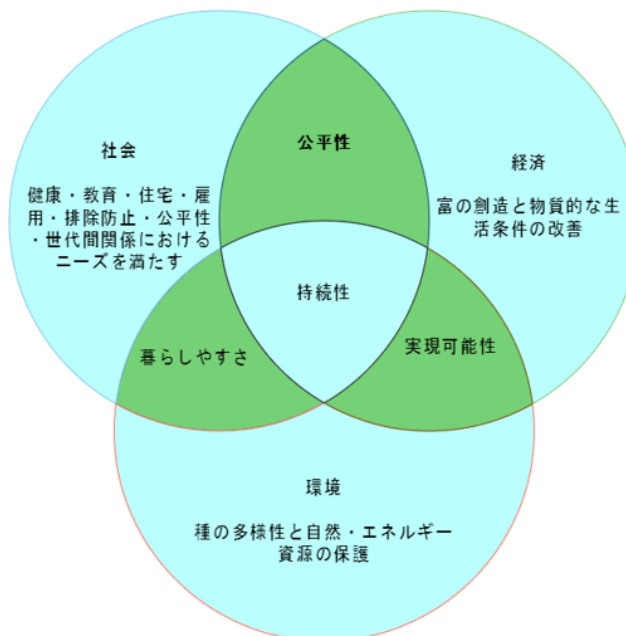 公平性
社会
健康・教育・住宅・雇
用・排除防止・公平性
・世代間関係における
ニーズを満たす
経済
富の創造と物質的な生
活条件の改善
持続性
暮らしやすさ
実現可能性
環境
種の多様性と自然・エネルギー
資源の保護